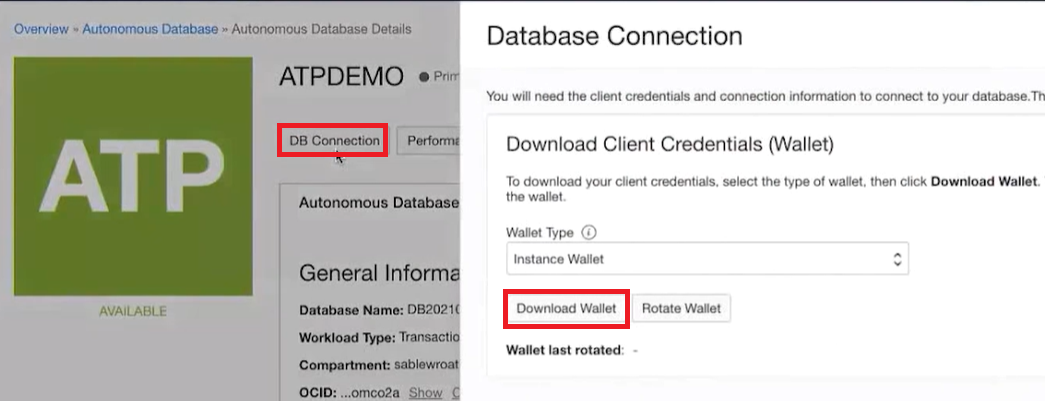 Overview » Autonomous Database » Autonomous Database Details
ATP
AVAILABLE
ATPDEMO
DB Connection
Autonomous Database
General Informa
Database Name: DB2021
Workload Type: Transactio
Compartment: sablewroat
OCID: ...omco2a Show
Database Connection
You will need the client credentials and connection information to connect to your database.Th
Download Client Credentials (Wallet)
To download your client credentials, select the type of wallet, then click Download Wallet.
the wallet.
Wallet Type
Instance Wallet
Download Wallet Rotate Wallet
Wallet last rotated: -